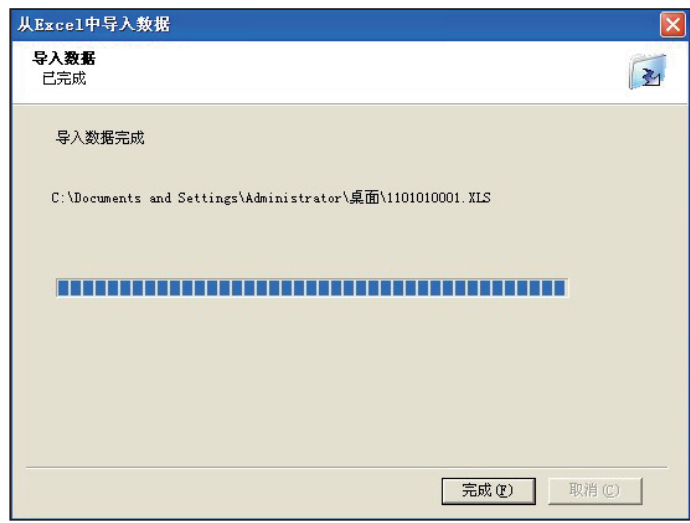 从Excel中导入数据
导入数据
已完成
导入数据完成
C:\Documents and Settings\Administrator\桌面\1101010001.XLS
完成(F)
取消(C)